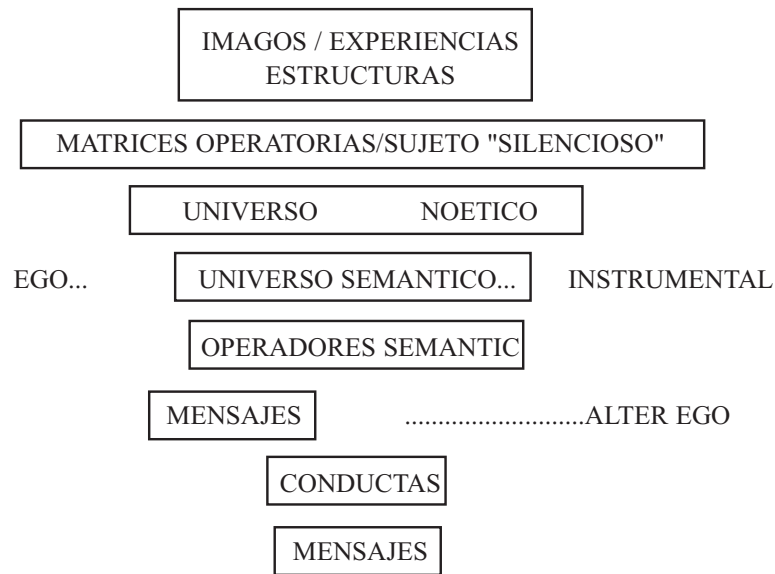 IMAGOS / EXPERIENCIAS
ESTRUCTURAS
MATRICES OPERATORIAS/SUJETO "SILENCIOSO"
UNIVERSO NOETICO
EGO... UNIVERSO SEMANTICO... INSTRUMENTAL
OPERADORES SEMANTIC
MENSAJES ...........................ALTER EGO
CONDUCTAS
MENSAJES